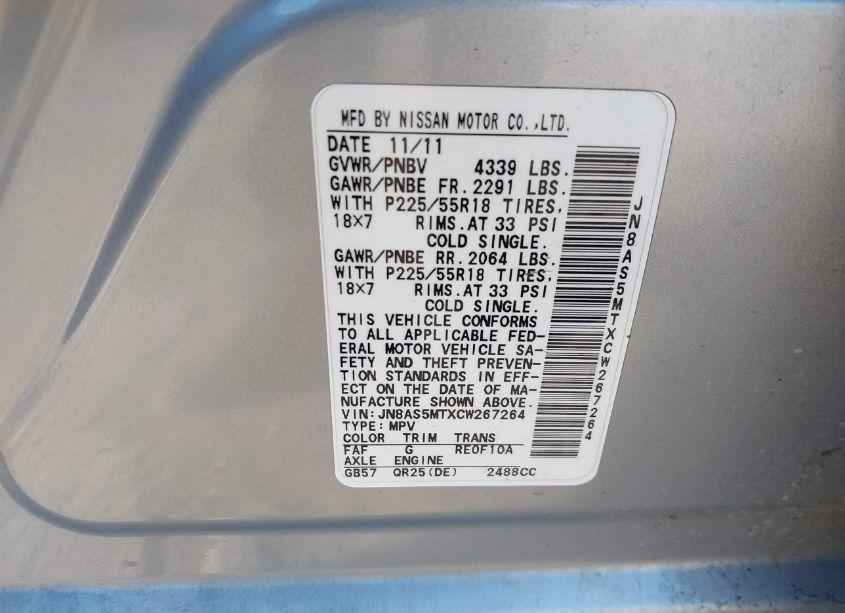 MFD BY NISSAN MOTOR CO.,LTD.
DATE 11/11
GVWR/PNBV 4339 LBS.
GAWR/PNBE FR.2291 LBS.
WITH P225/55R18 TIRES,
18×7 RIMS.AT 33 PSI
COLD SINGLE.
GAWR/PNBE RR.2064 LBS.
WITH P225/55R18 TIRES,
18×7 RIMS.AT 33 PSI
COLD SINGLE.
THIS VEHICLE CONFORMS
TO ALL APPLICABLE FED-
ERAL MOTOR VEHICLE SA-
FETY AND THEFT PREVEN-
TION STANDARDS IN EFF-
ECT ON THE DATE OF MA-
NUFACTURE SHOWN ABOVE.
VIN:JN8AS5MTXCW267264
TYPE:MPV
COLOR TRIM TRANS
FAF G RE0F10A
AXLE ENGINE
GB57 QR25(DE) 2488CC
JN8AS5MTXCW267264